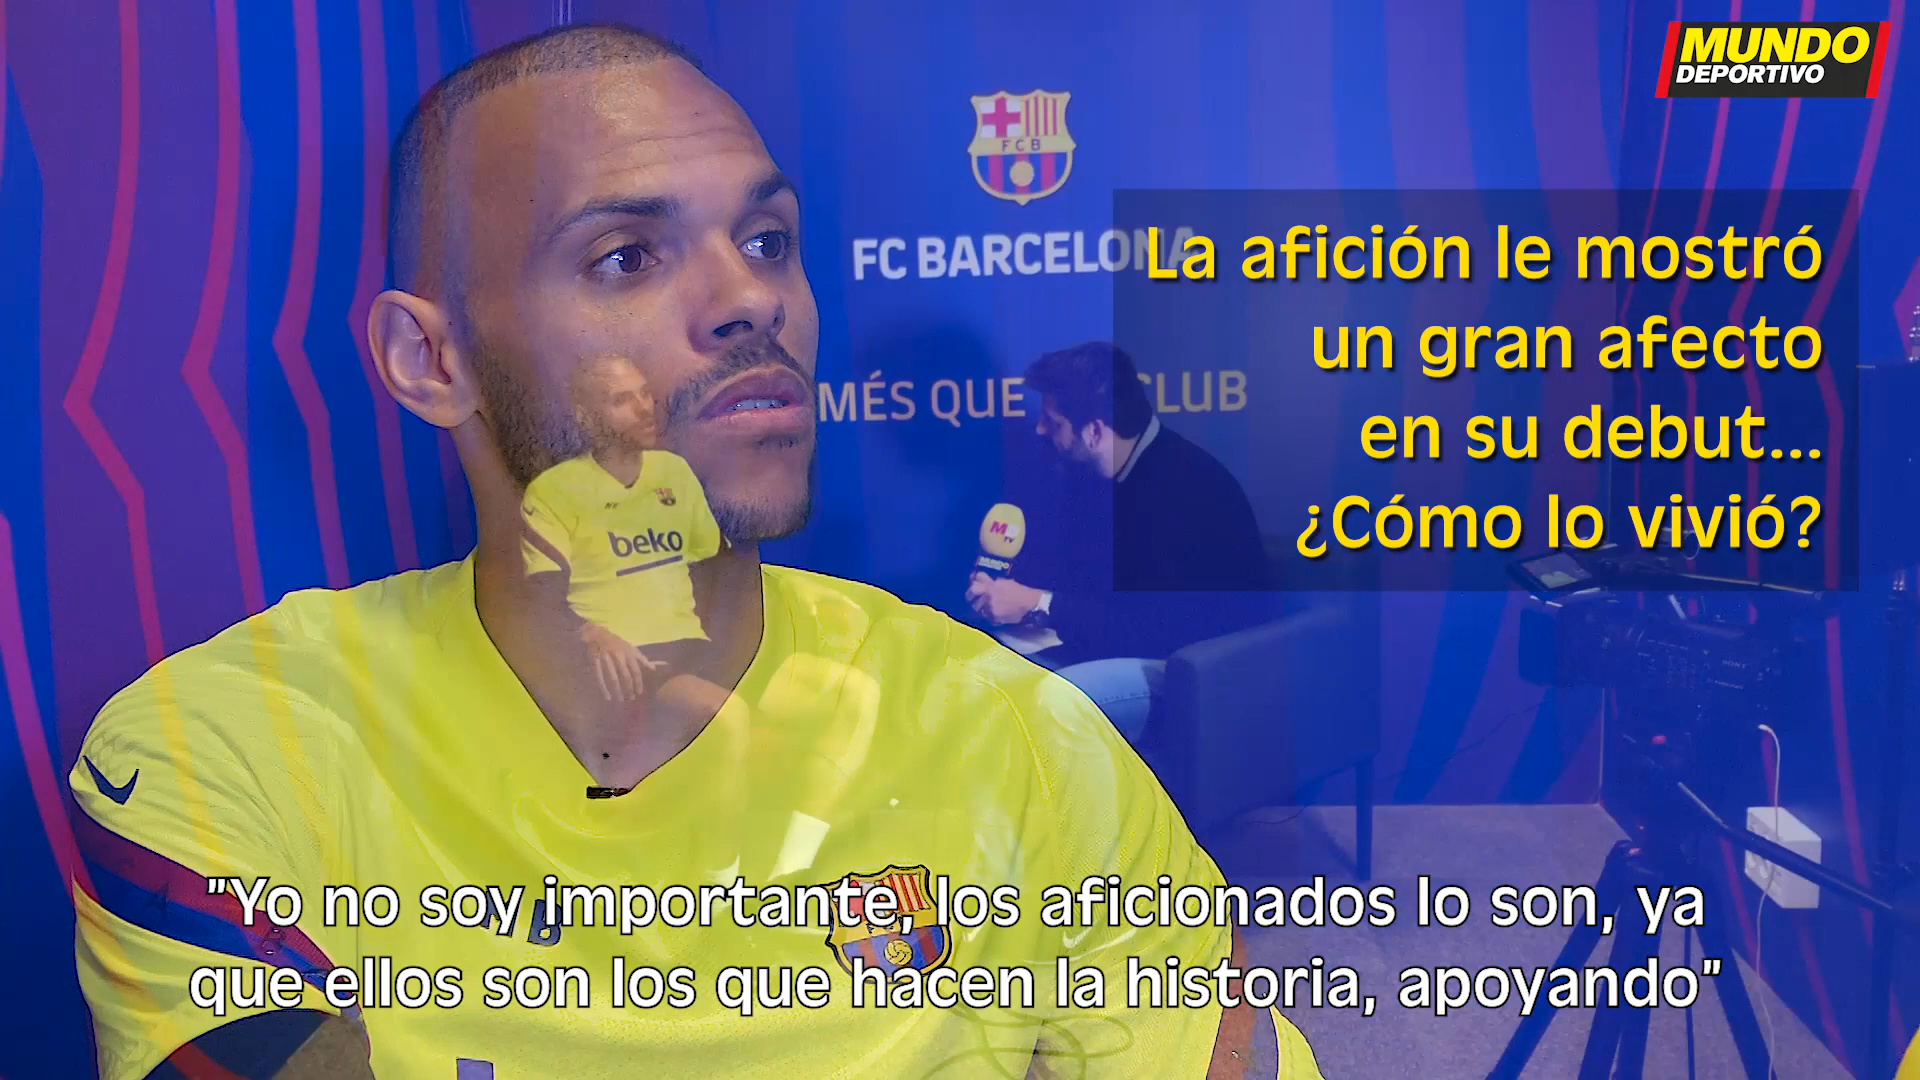 MUNDO
DEPORTIVO
FCB
FC BARCELONA
MÉS QUE
CLUB
La afición le mostró
un gran afecto
en su debut...
¿Cómo lo vivió?
beko
"Yo no soy importante, los aficionados lo son, ya
que ellos son los que hacen la historia, apoyando"